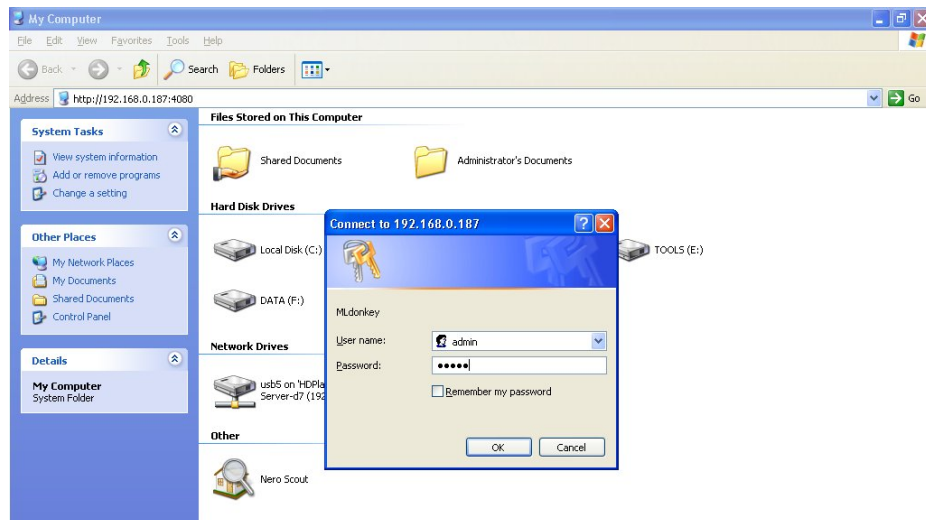 My Computer
File Edit View Favorites Tools Help
Back Search Folders
Address http://192.168.0.187:4080 Go
System Tasks
View system information
Add or remove programs
Change a setting
Other Places
My Network Places
My Documents
Shared Documents
Control Panel
Details
My Computer
System Folder
Files Stored on This Computer
Shared Documents Administrator's Documents
Hard Disk Drives
Local Disk (C:) TOOLS (E:)
DATA (F:)
Network Drives
usb5 on 'HDPla
Server-d7 (192
Other
Nero Scout
Connect to 192.168.0.187
MLdonkey
User name: admin
Password: •••••
Remember my password
OK Cancel